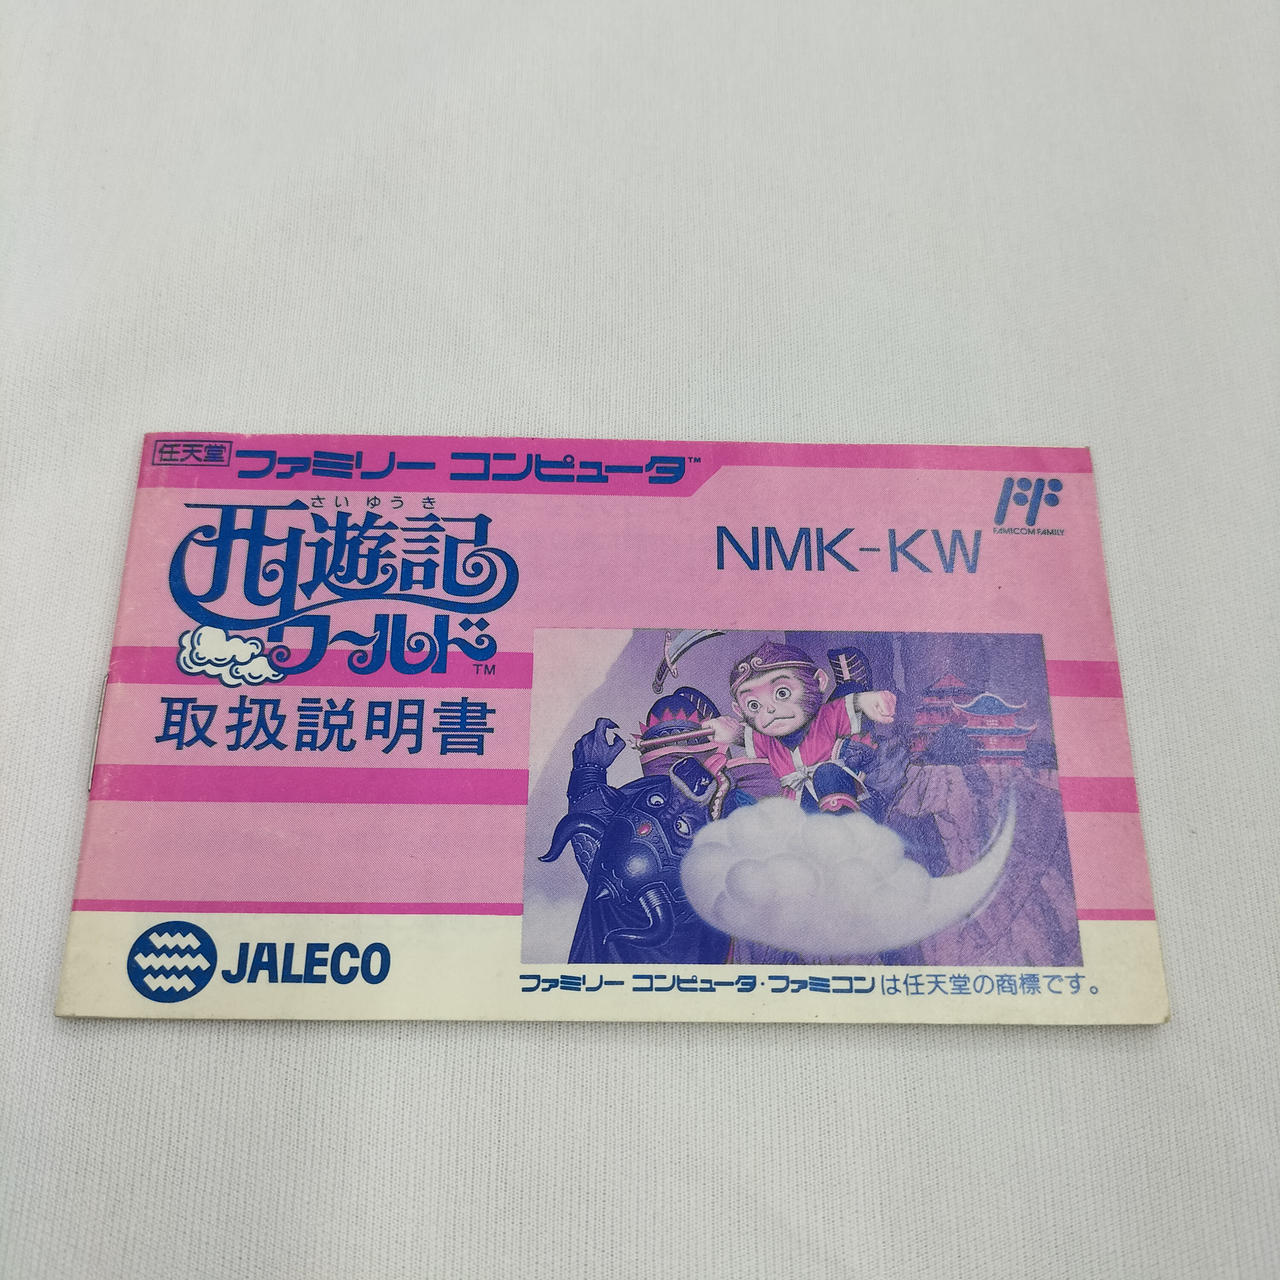 任天堂 ファミリー コンピュータ™
さいゆうき
西遊記
ワールド™
取扱説明書
NMK-KW
FAMICOM FAMILY
JALECO
ファミリー コンピュータ・ファミコンは任天堂の商標です。